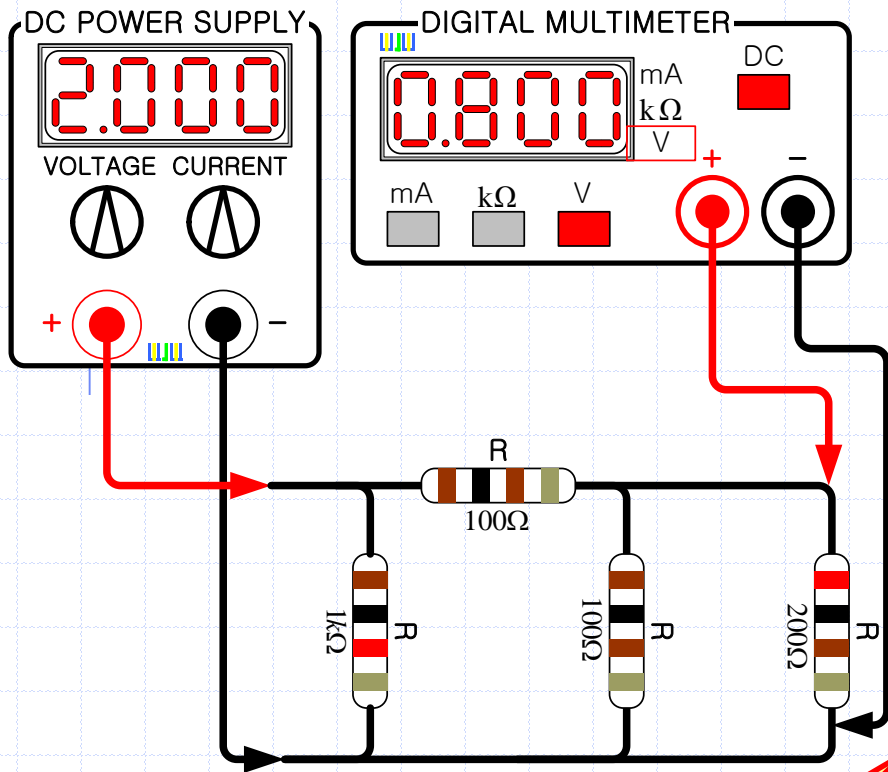 DC POWER SUPPLY
2.000
VOLTAGE CURRENT
+ −
DIGITAL MULTIMETER
0.800
mA
kΩ
V
DC
mA kΩ V
+ −
R
100Ω
1kΩ
R
100Ω
R
200Ω
R